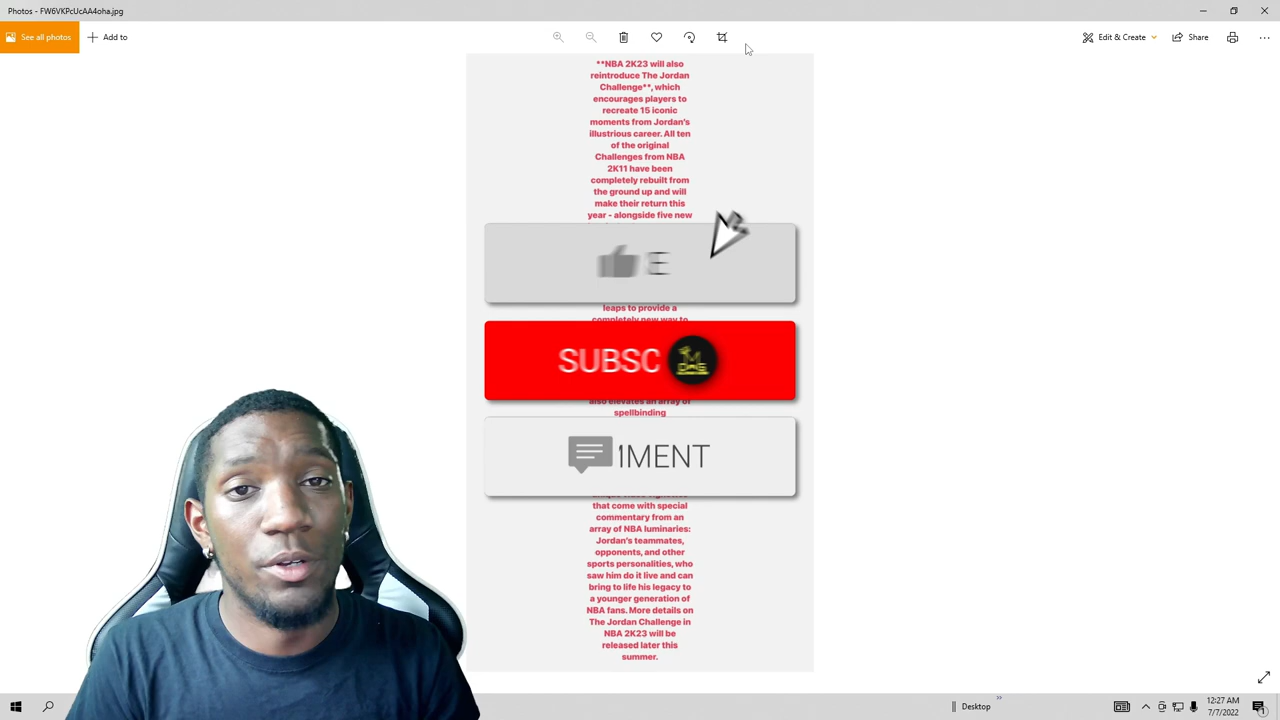 Photos - FW6VKPcUcAA4oha.jpg
See all photos
Add to
Edit & Create
Share
**NBA 2K23 will also
reintroduce The Jordan
Challenge**, which
encourages players to
recreate 15 iconic
moments from Jordan's
illustrious career. All ten
of the original
Challenges from NBA
2K11 have been
completely rebuilt from
the ground up and will
make their return this
year - alongside five new
leaps to provide a
completely new way to
SUBSC
also elevates an array of
spellbinding
MENT
that come with special
commentary from an
array of NBA luminaries:
Jordan's teammates,
opponents, and other
sports personalities, who
saw him do it live and can
bring to life his legacy to
a younger generation of
NBA fans. More details on
The Jordan Challenge in
NBA 2K23 will be
released later this
summer.
Desktop
12:27 AM
7/7/2022